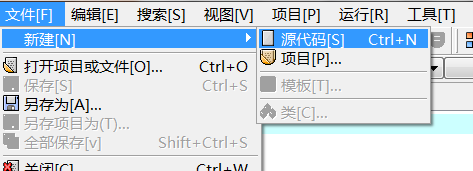 文件[F] 编辑[E] 搜索[S] 视图[V] 项目[P] 运行[R] 工具[T]
新建[N]
源代码[S] Ctrl+N
项目[P]...
模板[T]...
类[C]...
打开项目或文件[O]... Ctrl+O
保存[S] Ctrl+S
另存为[A]...
另存项目为(T)...
全部保存[v] Shift+Ctrl+S
关闭[C] Ctrl+W